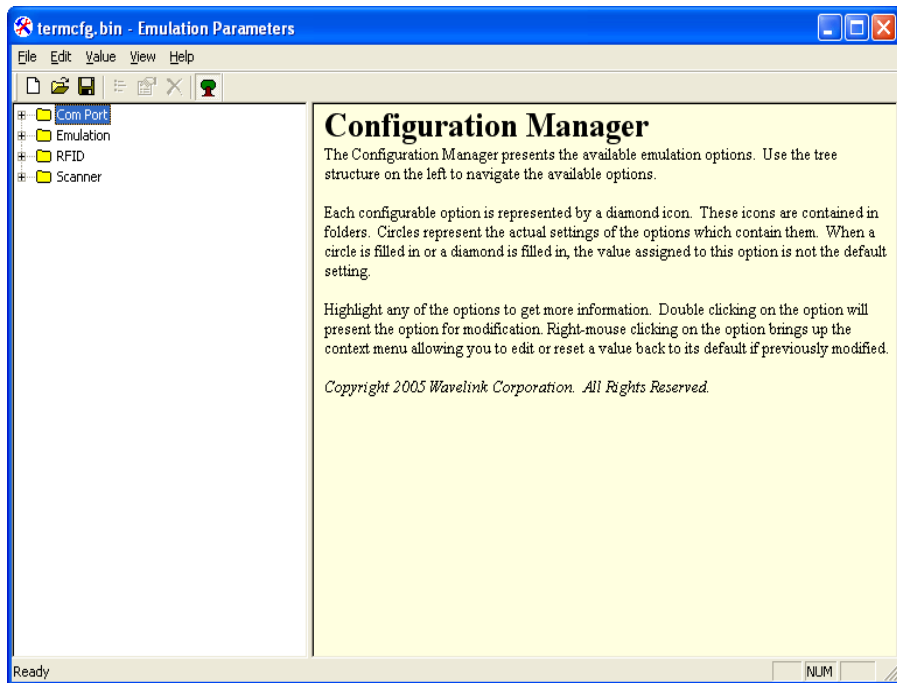 termcfg.bin - Emulation Parameters
File Edit Value View Help
Com Port
Emulation
RFID
Scanner
Configuration Manager
The Configuration Manager presents the available emulation options. Use the tree
structure on the left to navigate the available options.
Each configurable option is represented by a diamond icon. These icons are contained in
folders. Circles represent the actual settings of the options which contain them. When a
circle is filled in or a diamond is filled in, the value assigned to this option is not the default
setting.
Highlight any of the options to get more information. Double clicking on the option will
present the option for modification. Right-mouse clicking on the option brings up the
context menu allowing you to edit or reset a value back to its default if previously modified.
Copyright 2005 Wavelink Corporation. All Rights Reserved.
Ready NUM